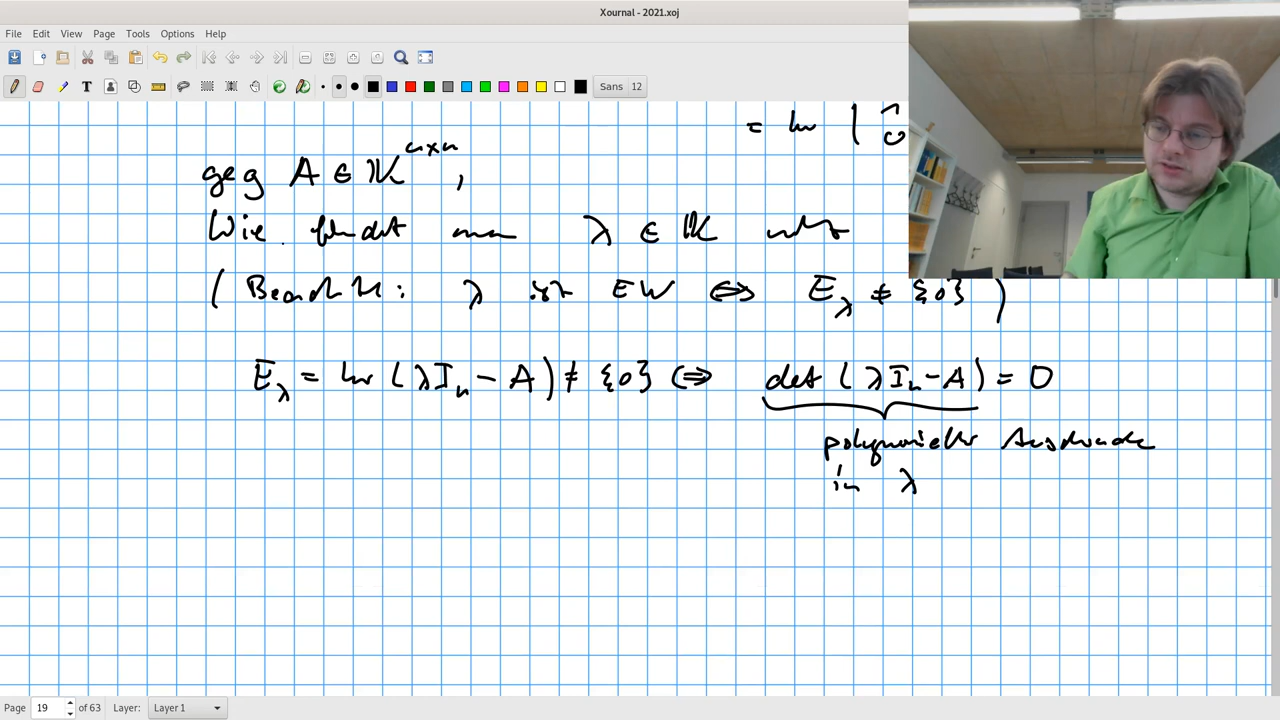 Xournal - 2021.xoj
File Edit View Page Tools Options Help
Sans 12
= ker
geg A ∈ 𝕂^{n×n},
Wie findet man λ ∈ 𝕂 mit
(Beachte: λ ist EW ⇔ E_λ ≠ {0})
E_λ = ker (λI_n − A) ≠ {0} ⇔ det (λI_n − A) = 0
polynomieller Ausdruck
in λ
Page 19 of 63 Layer: Layer 1